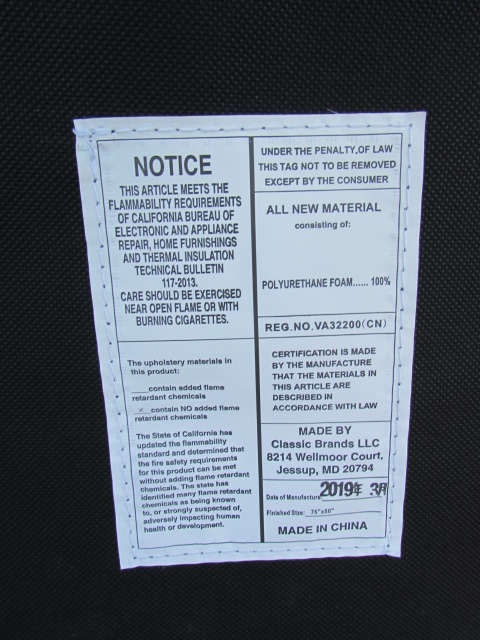 NOTICE
THIS ARTICLE MEETS THE
FLAMMABILITY REQUIREMENTS
OF CALIFORNIA BUREAU OF
ELECTRONIC AND APPLIANCE
REPAIR, HOME FURNISHINGS
AND THERMAL INSULATION
TECHNICAL BULLETIN
117-2013.
CARE SHOULD BE EXERCISED
NEAR OPEN FLAME OR WITH
BURNING CIGARETTES.
The upholstery materials in
this product:
___contain added flame
retardant chemicals
_X_ contain NO added flame
retardant chemicals
The State of California has
updated the flammability
standard and determined that
the fire safety requirements
for this product can be met
without adding flame retardant
chemicals. The state has
identified many flame retardant
chemicals as being known
to, or strongly suspected of,
adversely impacting human
health or development.
UNDER THE PENALTY,OF LAW
THIS TAG NOT TO BE REMOVED
EXCEPT BY THE CONSUMER
ALL NEW MATERIAL
consisting of:
POLYURETHANE FOAM...... 100%
REG.NO.VA32200(CN)
CERTIFICATION IS MADE
BY THE MANUFACTURE
THAT THE MATERIALS IN
THIS ARTICLE ARE
DESCRIBED IN
ACCORDANCE WITH LAW
MADE BY
Classic Brands LLC
8214 Wellmoor Court,
Jessup, MD 20794
Date of Manufacture 2019年 3月
Finished Size: 76"x80"
MADE IN CHINA